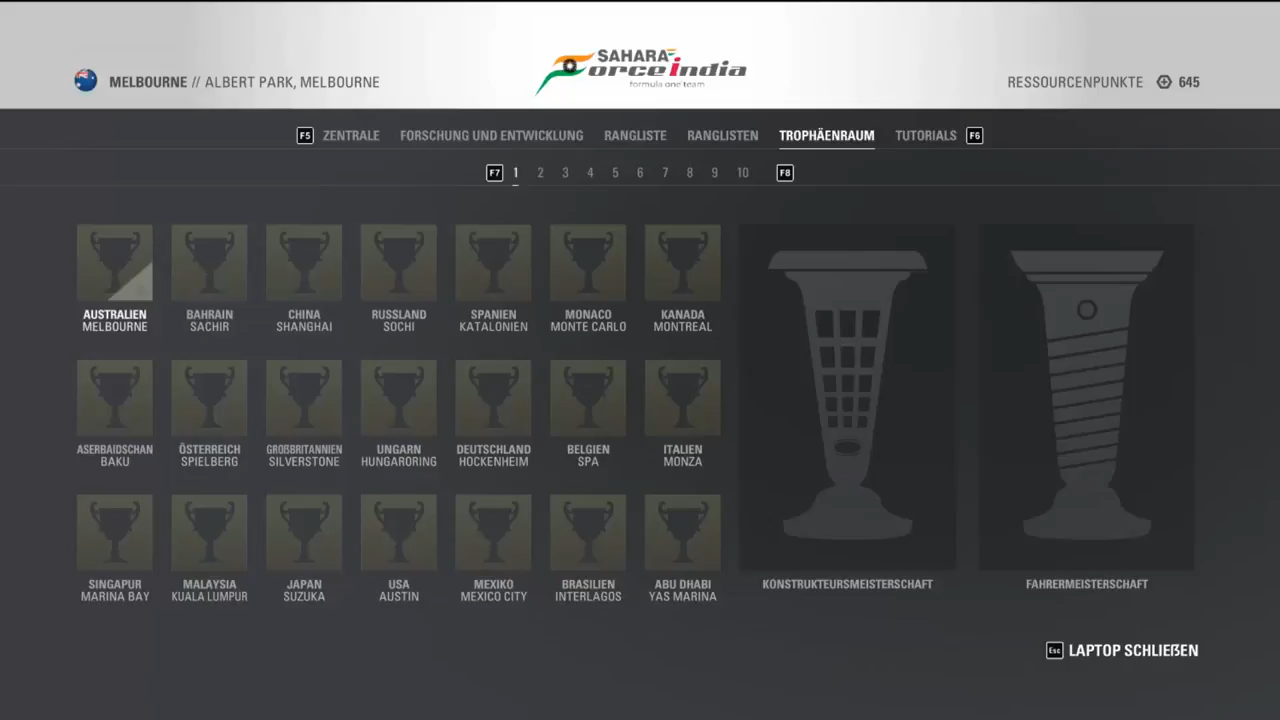 SAHARA
Force india
formula one team
MELBOURNE // ALBERT PARK, MELBOURNE
RESSOURCENPUNKTE 645
F5 ZENTRALE FORSCHUNG UND ENTWICKLUNG RANGLISTE RANGLISTEN TROPHÄENRAUM TUTORIALS F6
F7 1 2 3 4 5 6 7 8 9 10 F8
AUSTRALIEN
MELBOURNE
BAHRAIN
SACHIR
CHINA
SHANGHAI
RUSSLAND
SOCHI
SPANIEN
KATALONIEN
MONACO
MONTE CARLO
KANADA
MONTREAL
ASERBAIDSCHAN
BAKU
ÖSTERREICH
SPIELBERG
GROẞBRITANNIEN
SILVERSTONE
UNGARN
HUNGARORING
DEUTSCHLAND
HOCKENHEIM
BELGIEN
SPA
ITALIEN
MONZA
SINGAPUR
MARINA BAY
MALAYSIA
KUALA LUMPUR
JAPAN
SUZUKA
USA
AUSTIN
MEXIKO
MEXICO CITY
BRASILIEN
INTERLAGOS
ABU DHABI
YAS MARINA
KONSTRUKTEURSMEISTERSCHAFT
FAHRERMEISTERSCHAFT
Esc LAPTOP SCHLIEẞEN